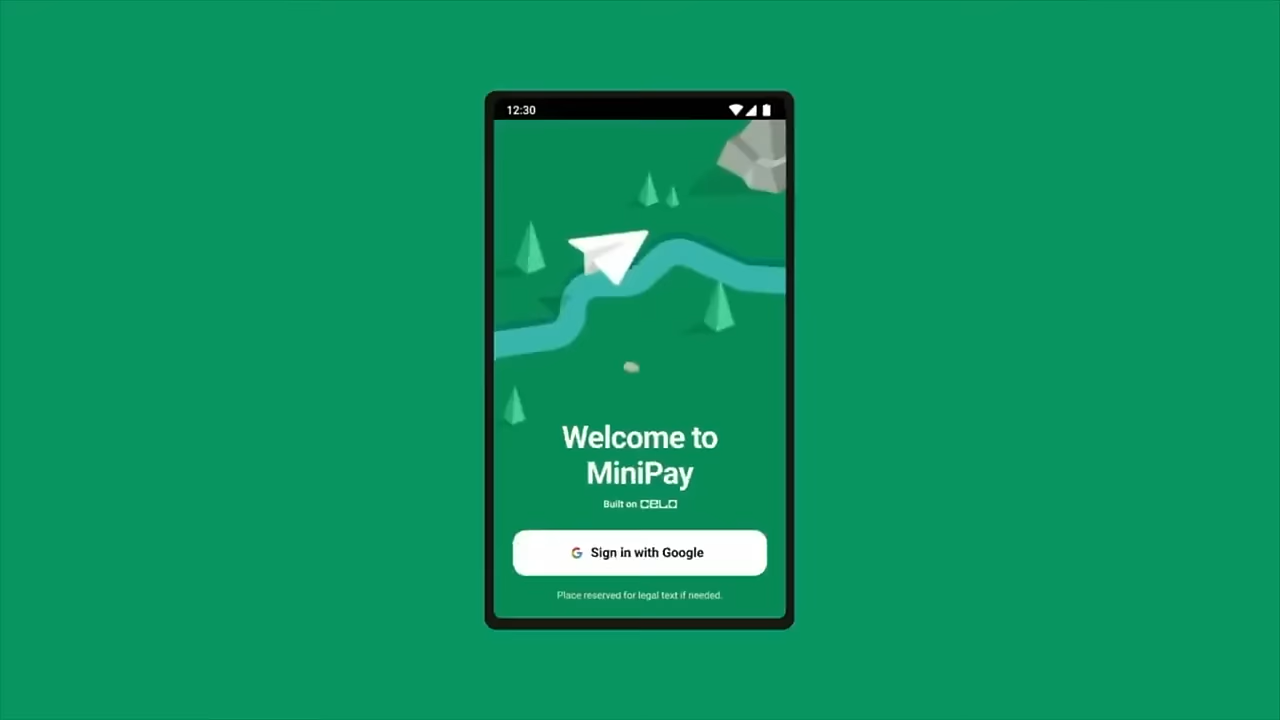 12:30
Welcome to
MiniPay
Built on CELO
Sign in with Google
Place reserved for legal text if needed.